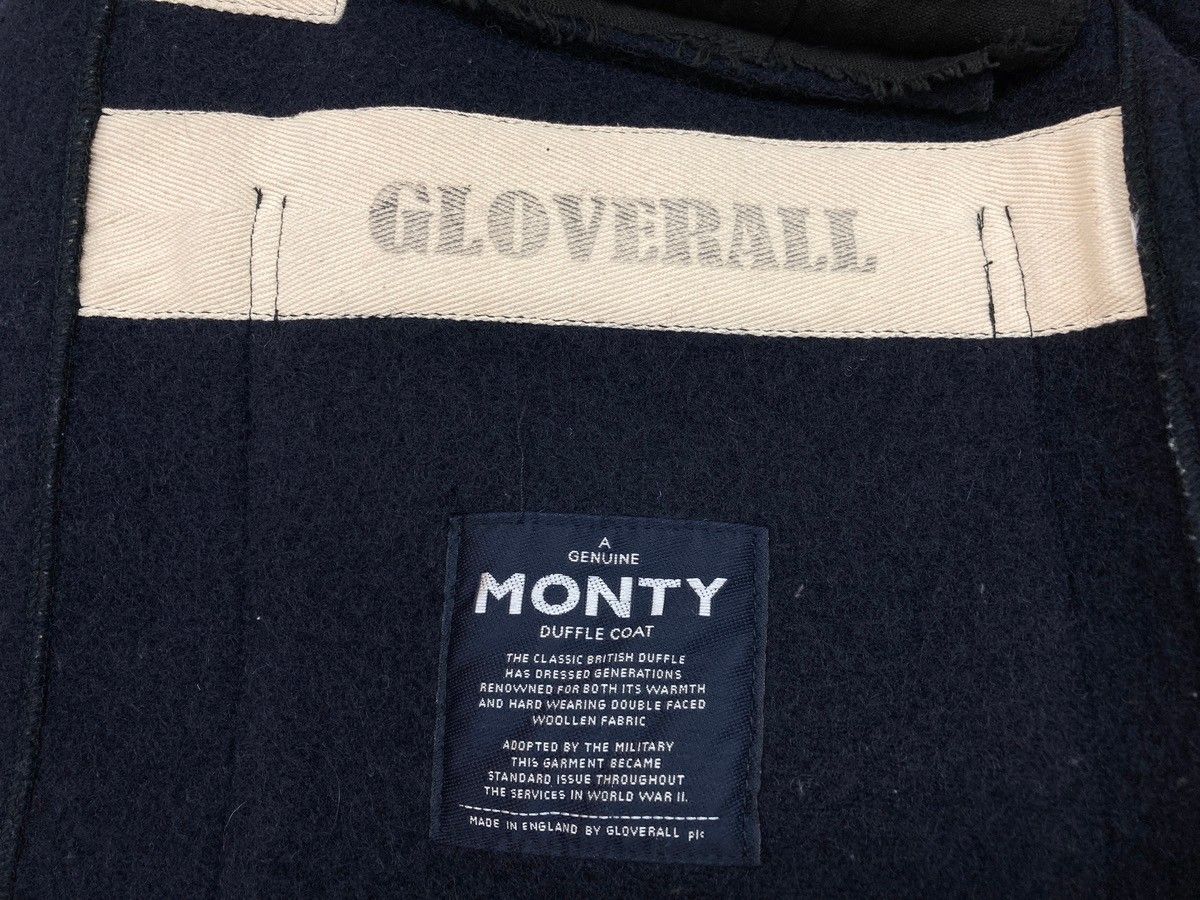 GLOVERALL
A
GENUINE
MONTY
DUFFLE COAT
THE CLASSIC BRITISH DUFFLE
HAS DRESSED GENERATIONS
RENOWNED FOR BOTH ITS WARMTH
AND HARD WEARING DOUBLE FACED
WOOLLEN FABRIC
ADOPTED BY THE MILITARY
THIS GARMENT BECAME
STANDARD ISSUE THROUGHOUT
THE SERVICES IN WORLD WAR II.
MADE IN ENGLAND BY GLOVERALL plc